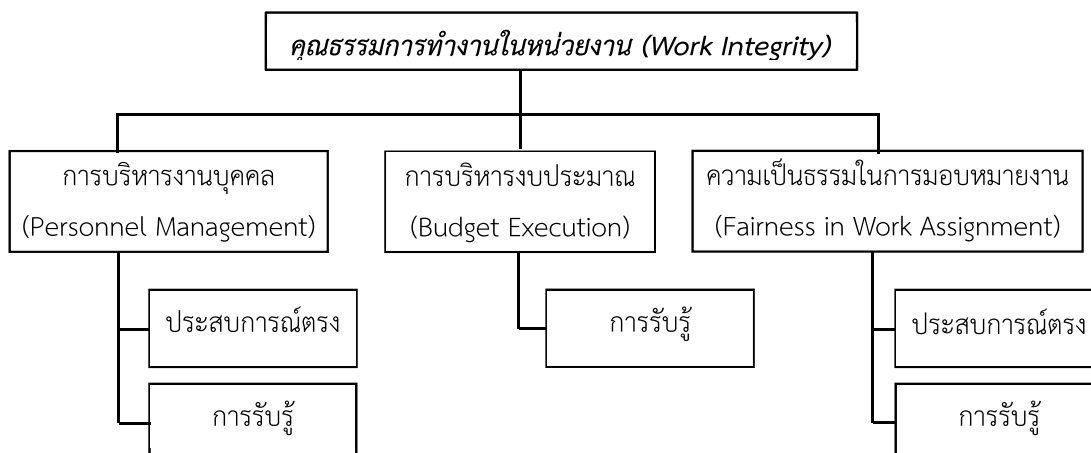 คุณธรรมการทำงานในหน่วยงาน (Work Integrity)
การบริหารงานบุคคล
(Personnel Management)
ประสบการณ์ตรง
การรับรู้
การบริหารงบประมาณ
(Budget Execution)
การรับรู้
ความเป็นธรรมในการมอบหมายงาน
(Fairness in Work Assignment)
ประสบการณ์ตรง
การรับรู้